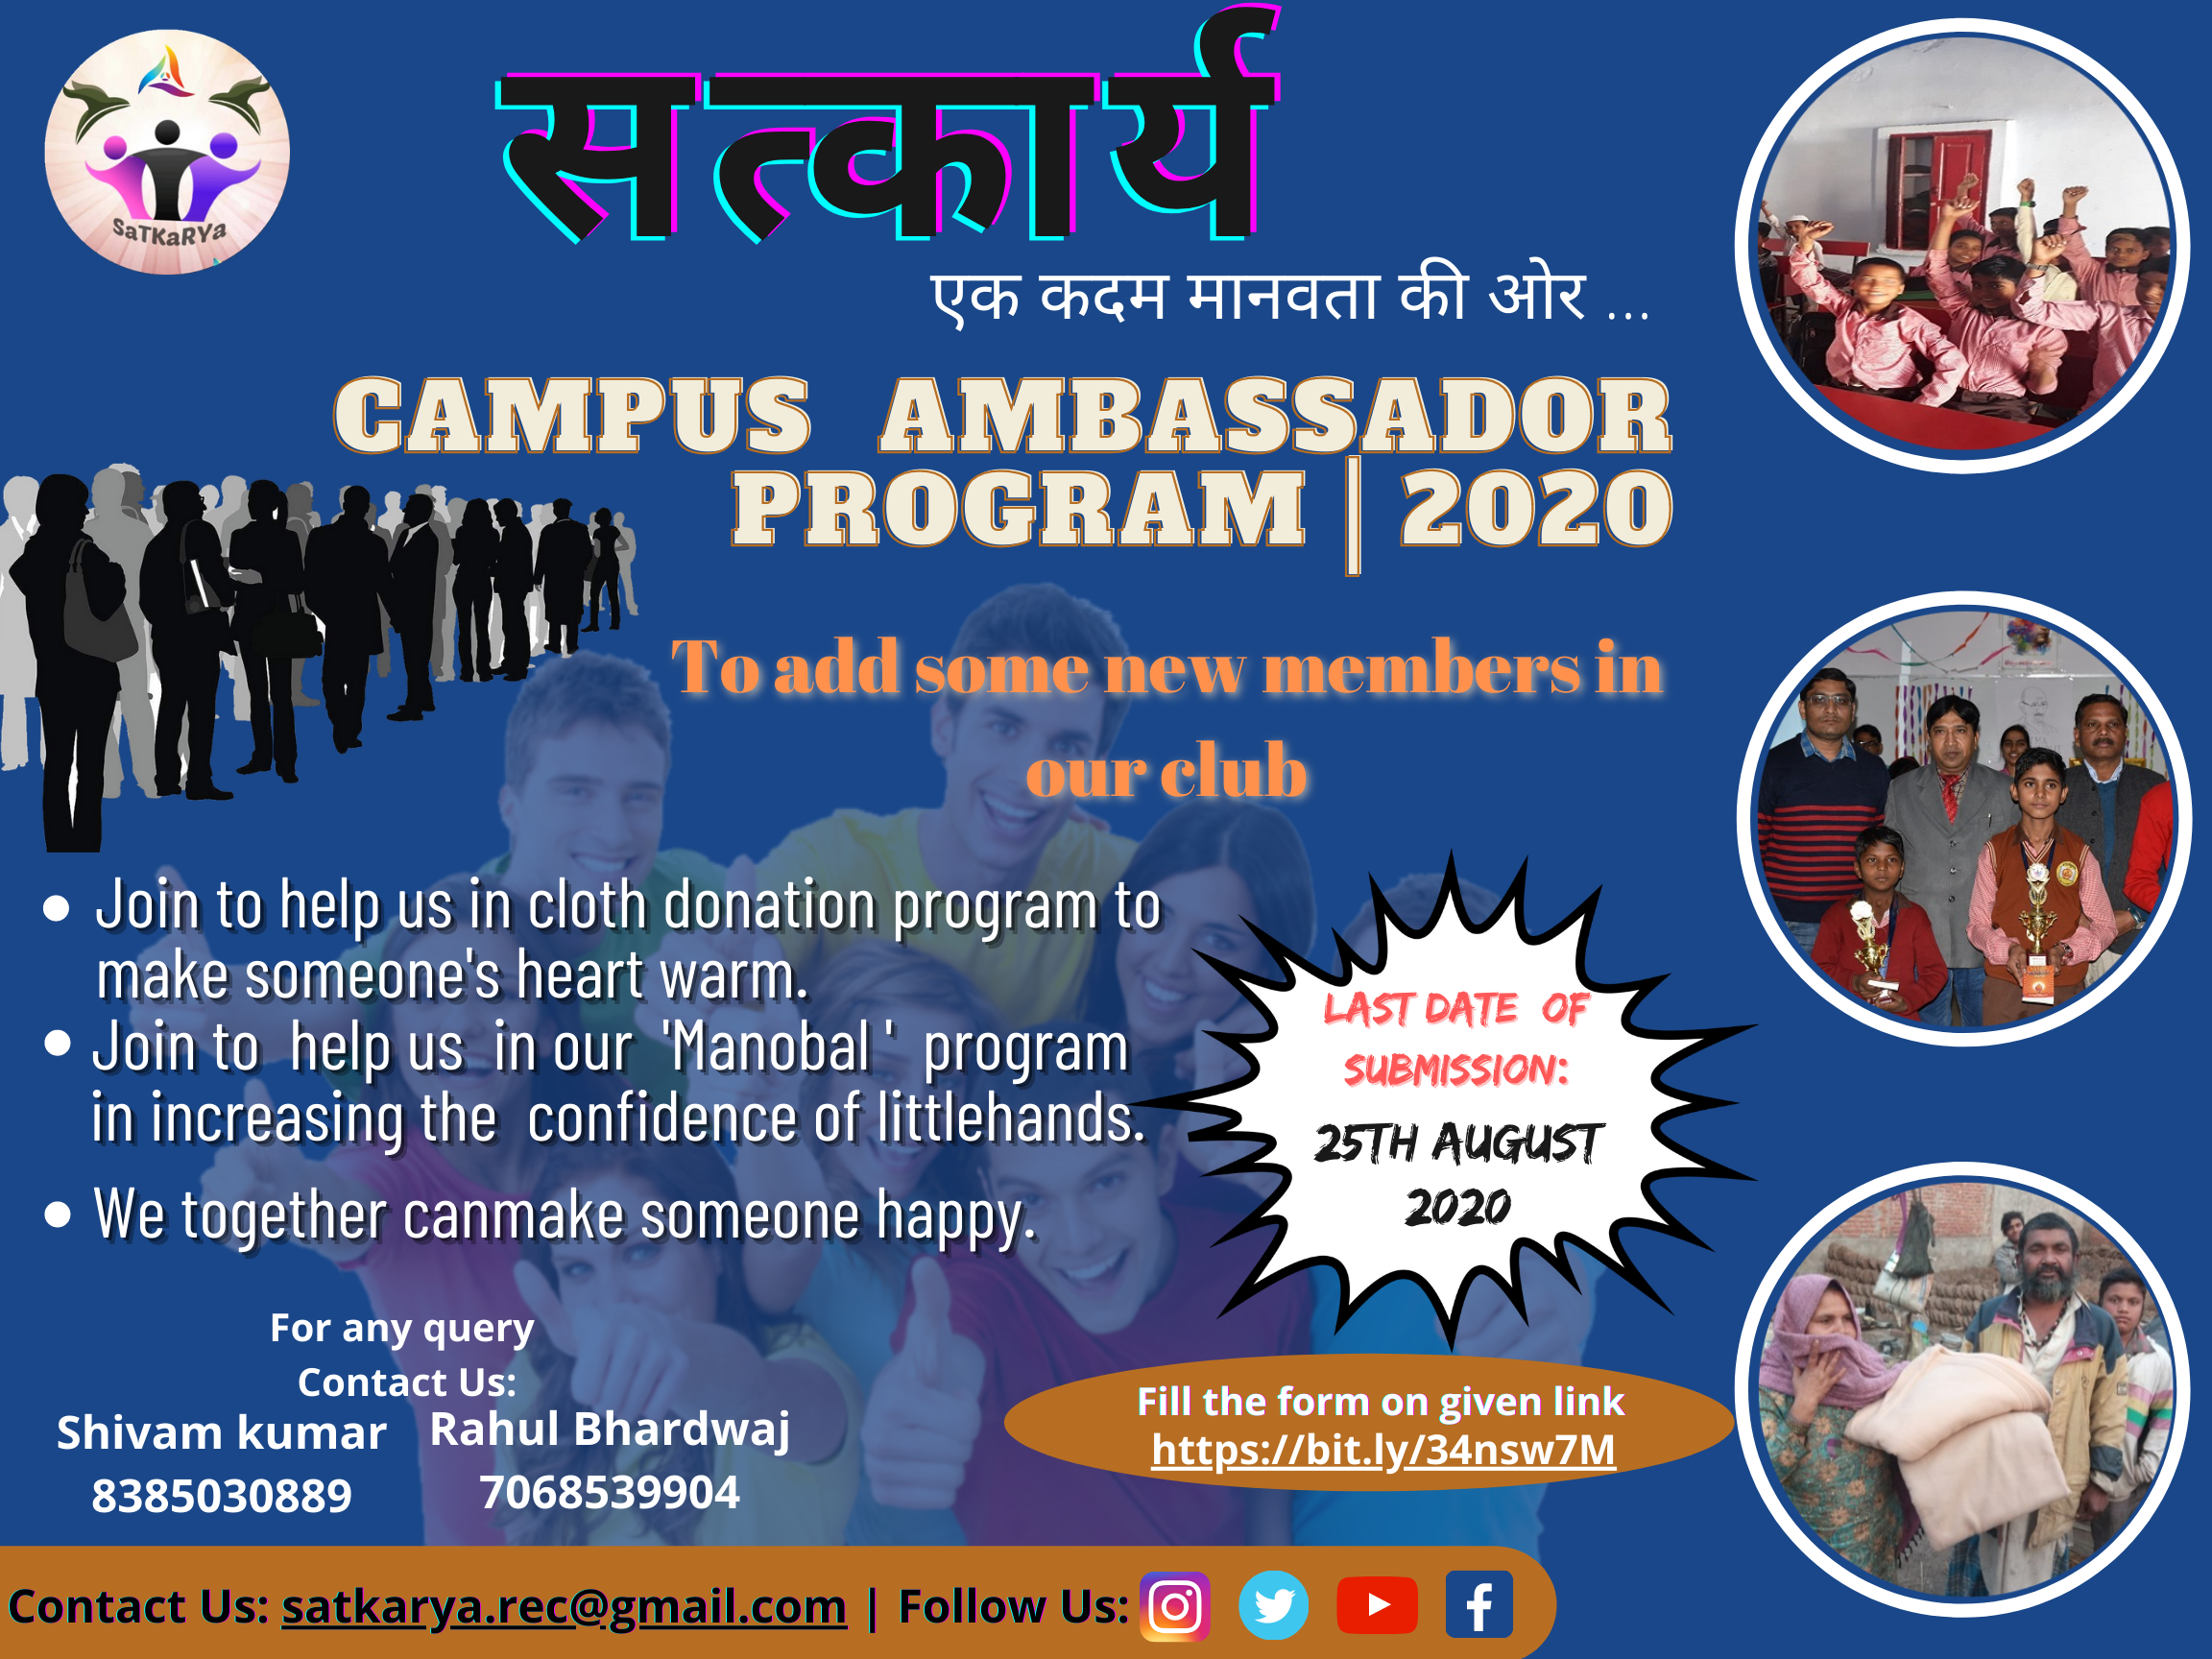 SaTKaRYa
सत्कार्य
एक कदम मानवता की ओर ...
CAMPUS AMBASSADOR
PROGRAM | 2020
To add some new members in
our club
Join to help us in cloth donation program to
make someone's heart warm.
Join to help us in our 'Manobal ' program
in increasing the confidence of littlehands.
We together canmake someone happy.
LAST DATE OF
SUBMISSION:
25TH AUGUST
2020
For any query
Contact Us:
Shivam kumar
8385030889
Rahul Bhardwaj
7068539904
Fill the form on given link
https://bit.ly/34nsw7M
Contact Us: satkarya.rec@gmail.com | Follow Us: